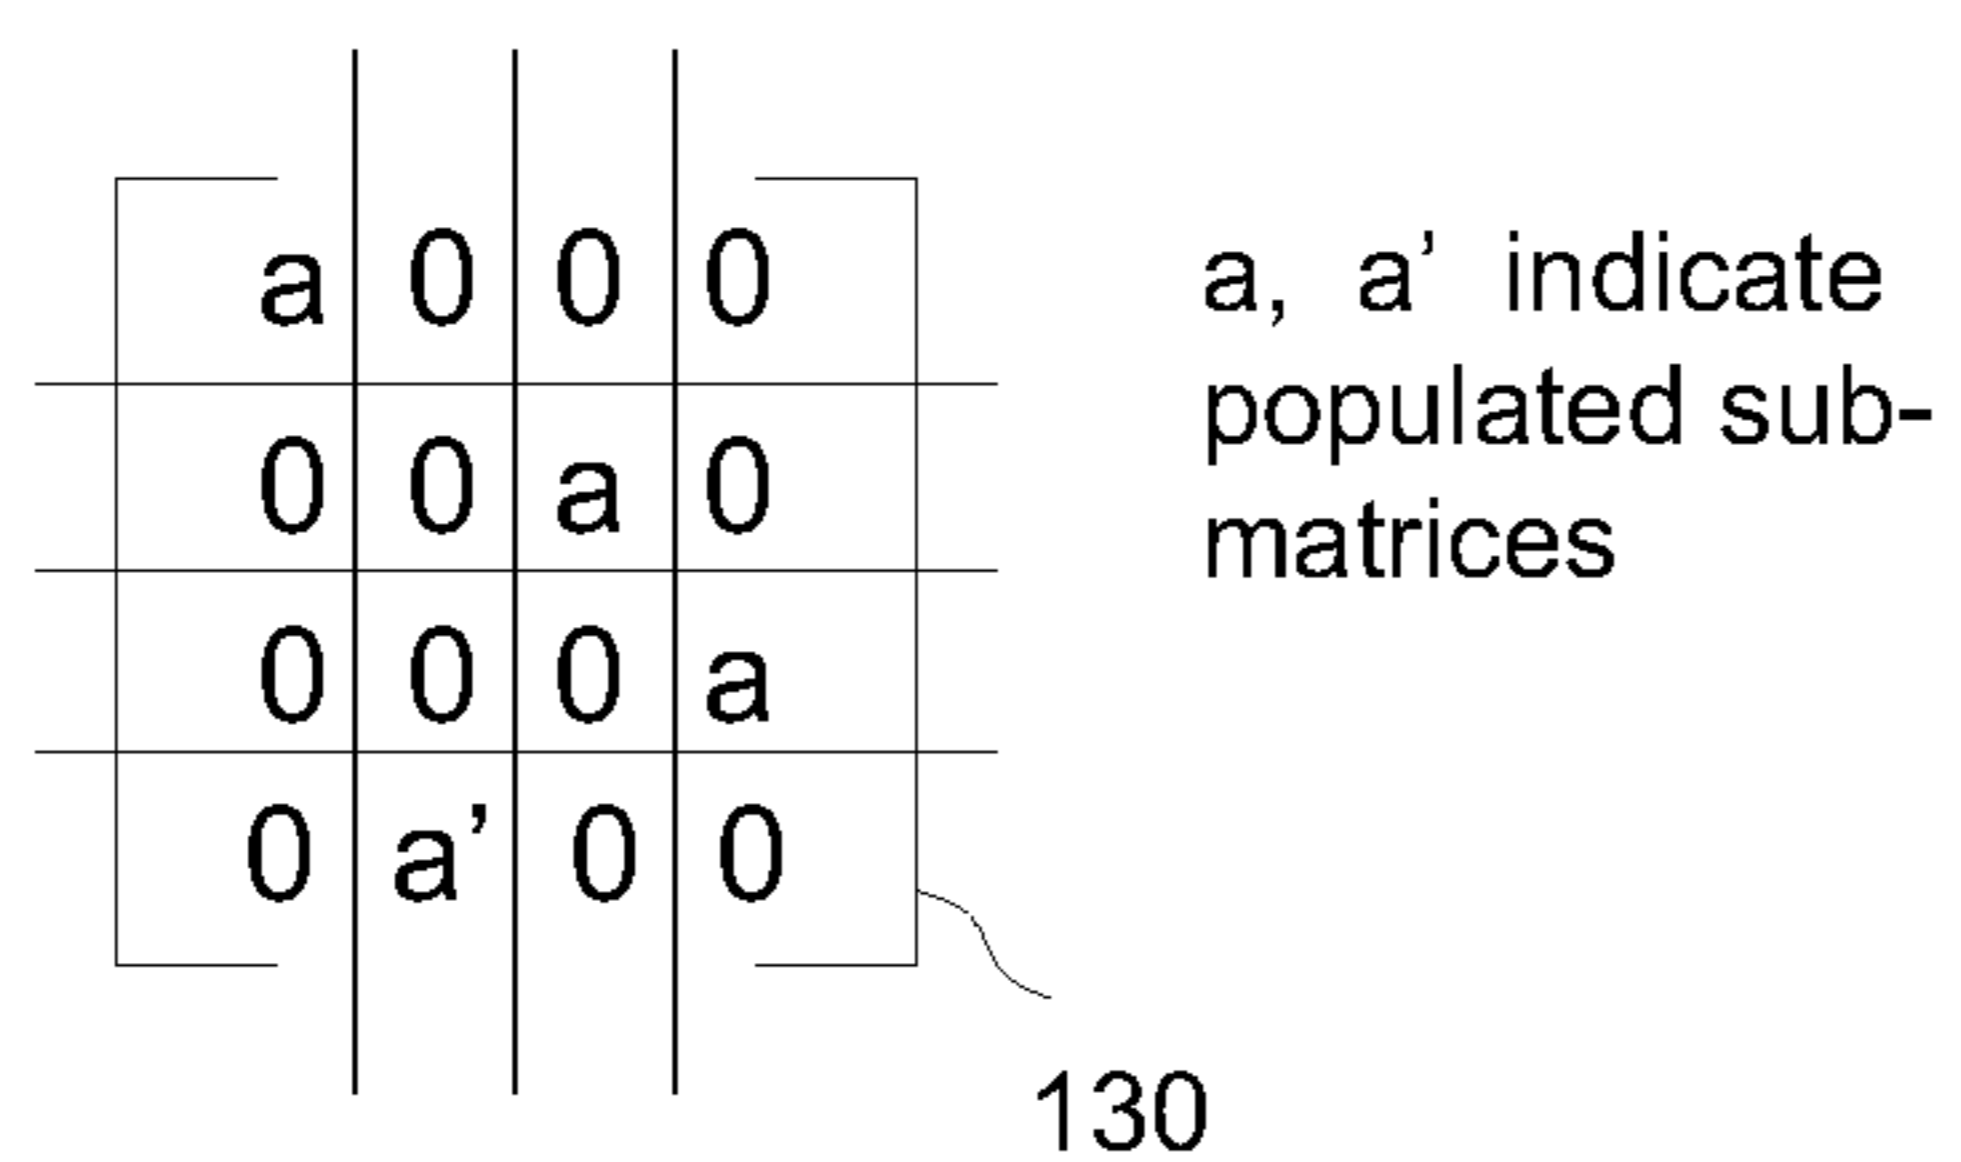 a 0 0 0
0 0 a 0
0 0 0 a
0 a’ 0 0
a, a’ indicate
populated sub-
matrices
130